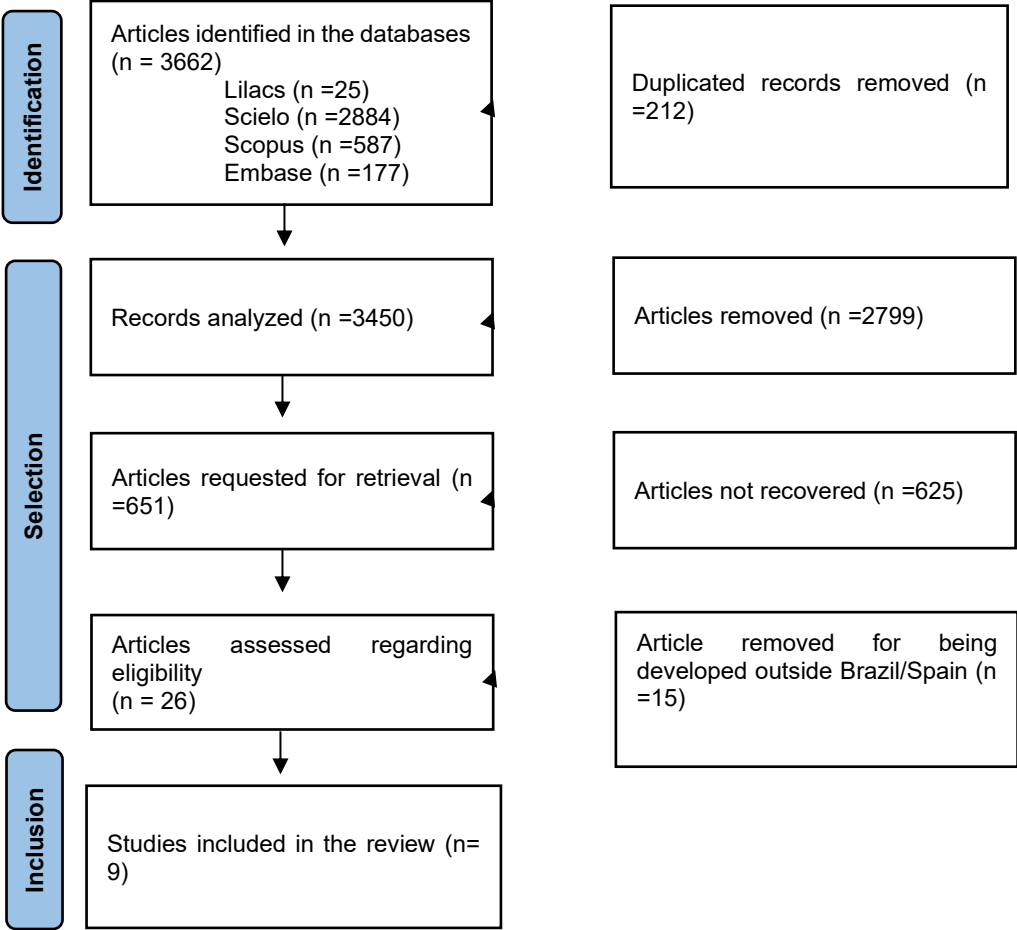 Identification
Articles identified in the databases
(n = 3662)
Lilacs (n =25)
Scielo (n =2884)
Scopus (n =587)
Embase (n =177)
Duplicated records removed (n
=212)
Selection
Records analyzed (n =3450)
Articles removed (n =2799)
Articles requested for retrieval (n
=651)
Articles not recovered (n =625)
Articles assessed regarding
eligibility
(n = 26)
Article removed for being
developed outside Brazil/Spain (n
=15)
Inclusion
Studies included in the review (n=
9)